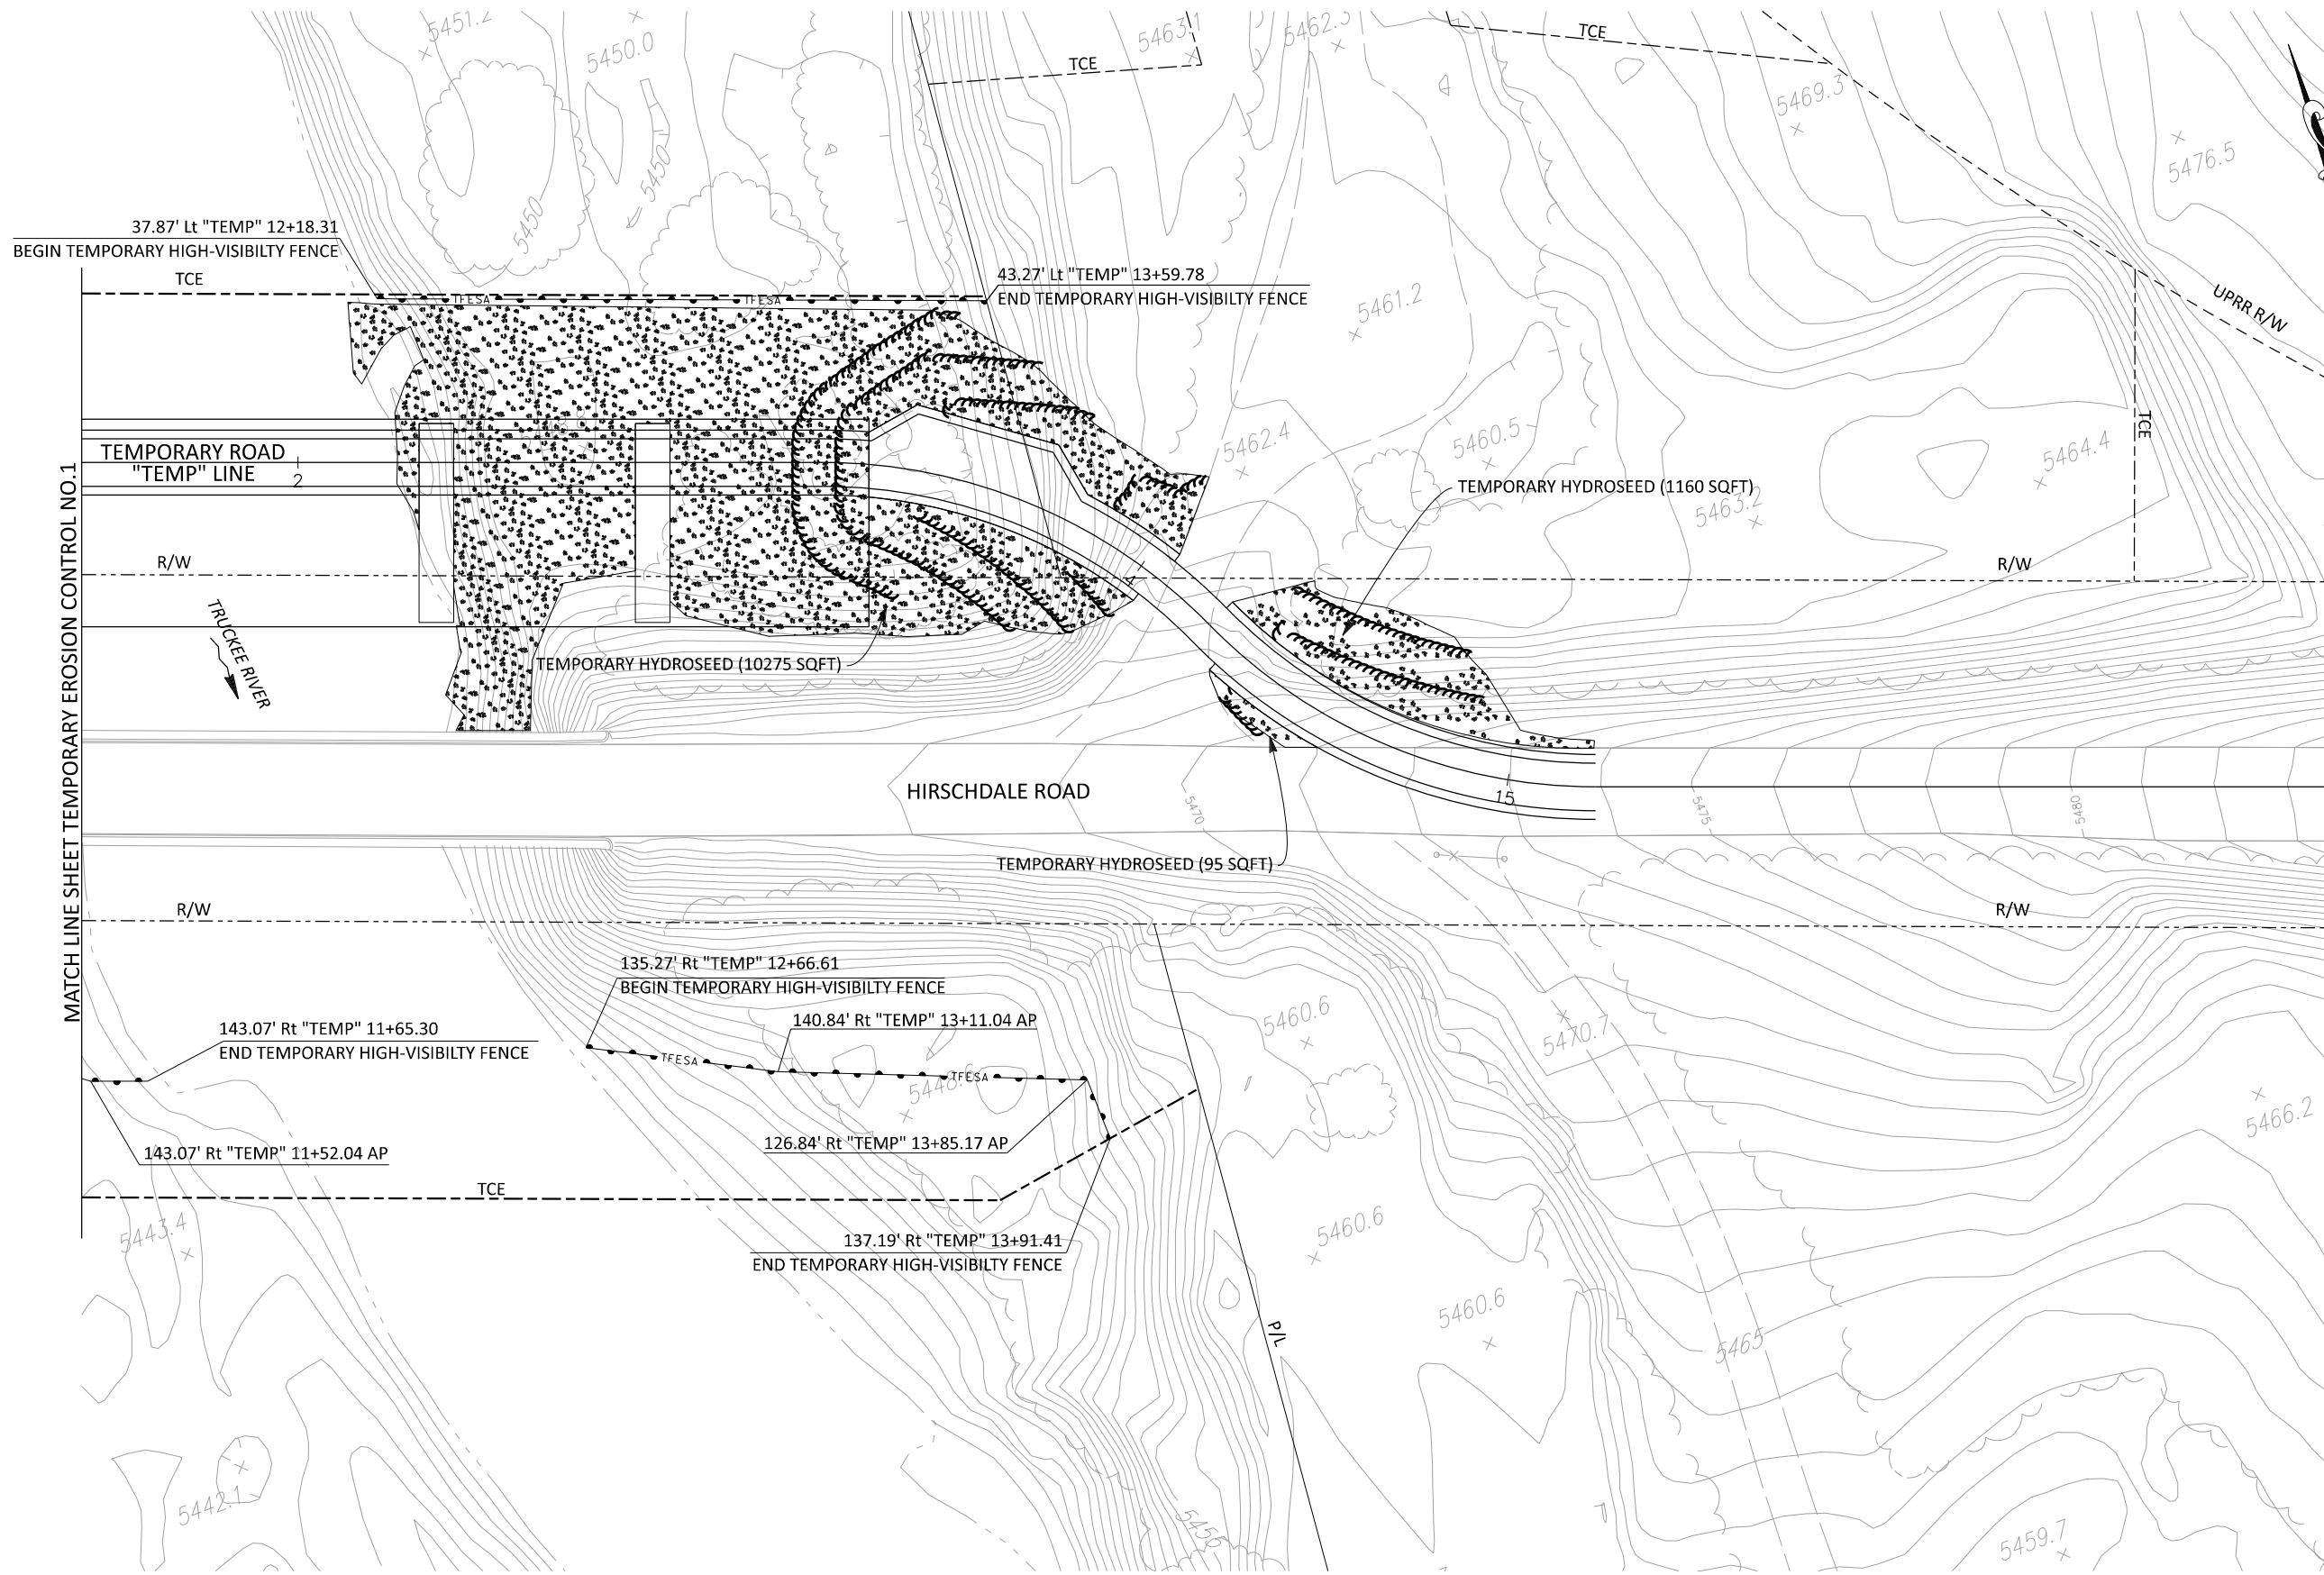 5451.2
5450.0
5463.1
5462.3
TCE
TCE
5469.3
5476.5
5450
5450
37.87' Lt "TEMP" 12+18.31
BEGIN TEMPORARY HIGH-VISIBILTY FENCE
TCE
TFESA
TFESA
43.27' Lt "TEMP" 13+59.78
END TEMPORARY HIGH-VISIBILTY FENCE
5461.2
UPRR R/W
TCE
5462.4
5460.5
5464.4
TEMPORARY ROAD
"TEMP" LINE
2
TEMPORARY HYDROSEED (1160 SQFT)
5463.2
R/W
R/W
4
TRUCKEE RIVER
TEMPORARY HYDROSEED (10275 SQFT)
MATCH LINE SHEET TEMPORARY EROSION CONTROL NO.1
HIRSCHDALE ROAD
15
5470
5475
5480
TEMPORARY HYDROSEED (95 SQFT)
R/W
R/W
135.27' Rt "TEMP" 12+66.61
BEGIN TEMPORARY HIGH-VISIBILTY FENCE
143.07' Rt "TEMP" 11+65.30
END TEMPORARY HIGH-VISIBILTY FENCE
140.84' Rt "TEMP" 13+11.04 AP
5460.6
5470.7
TFESA
TFESA
143.07' Rt "TEMP" 11+52.04 AP
126.84' Rt "TEMP" 13+85.17 AP
5466.2
TCE
5443.4
137.19' Rt "TEMP" 13+91.41
END TEMPORARY HIGH-VISIBILTY FENCE
5460.6
5460.6
P/L
5465
5442.1
5459.7